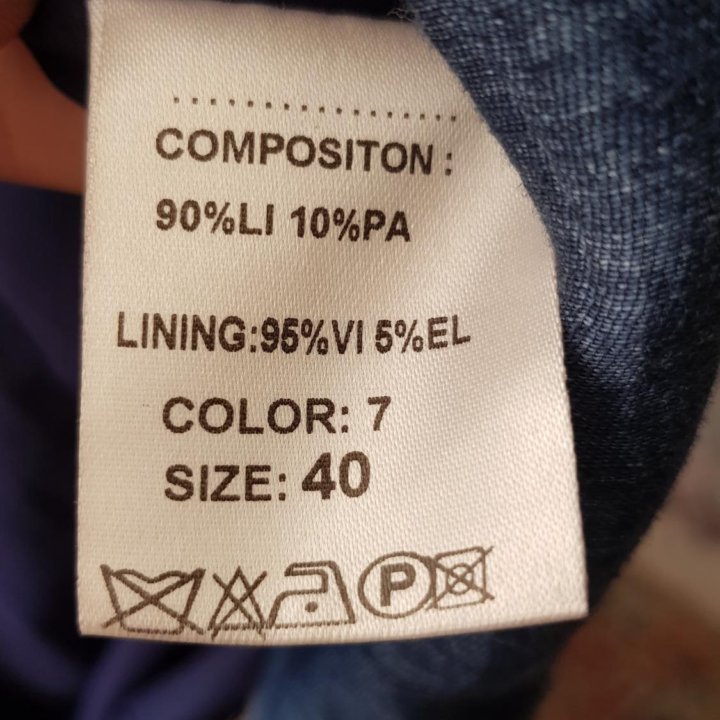 COMPOSITON :
90%LI 10%PA
LINING:95%VI 5%EL
COLOR: 7
SIZE: 40
P